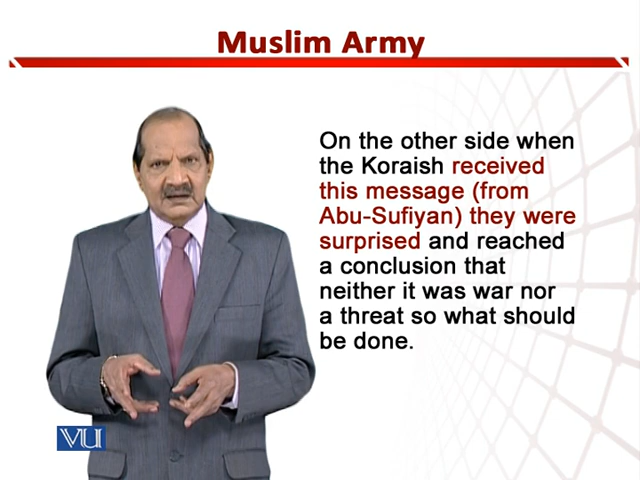 Muslim Army
On the other side when
the Koraish received
this message (from
Abu-Sufiyan) they were
surprised and reached
a conclusion that
neither it was war nor
a threat so what should
be done.
VU